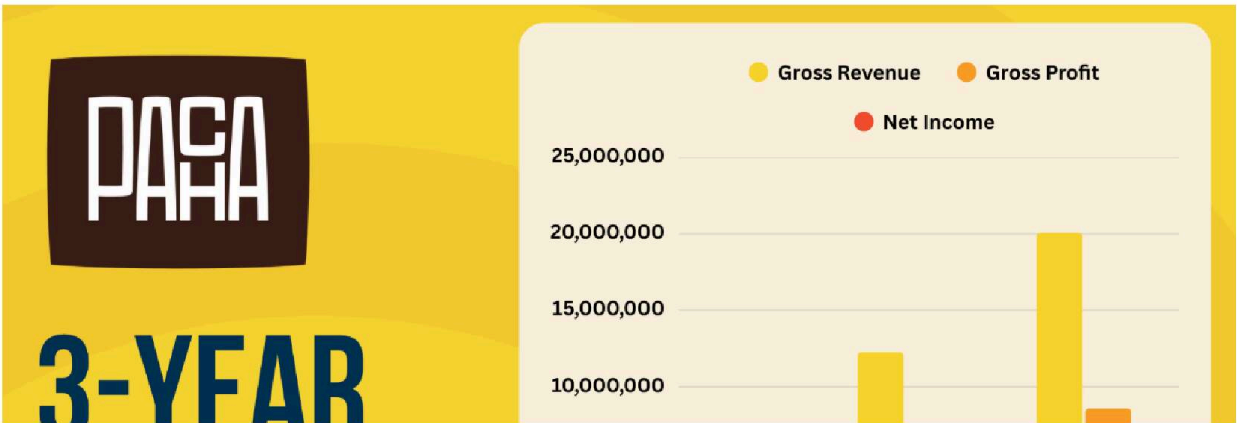 PACHA
3-YEAR
Gross Revenue Gross Profit
Net Income
25,000,000
20,000,000
15,000,000
10,000,000